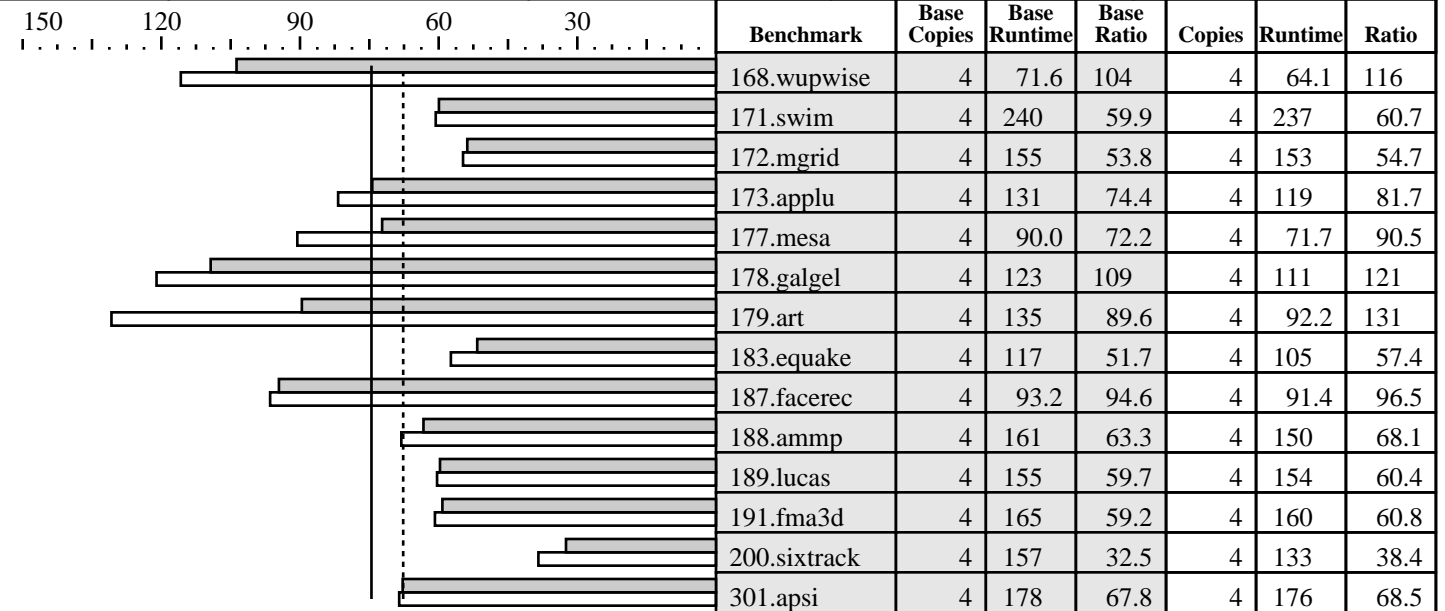 150 120 90 60 30
Benchmark Base Copies Base Runtime Base Ratio Copies Runtime Ratio
168.wupwise 4 71.6 104 4 64.1 116
171.swim 4 240 59.9 4 237 60.7
172.mgrid 4 155 53.8 4 153 54.7
173.applu 4 131 74.4 4 119 81.7
177.mesa 4 90.0 72.2 4 71.7 90.5
178.galgel 4 123 109 4 111 121
179.art 4 135 89.6 4 92.2 131
183.equake 4 117 51.7 4 105 57.4
187.facerec 4 93.2 94.6 4 91.4 96.5
188.ammp 4 161 63.3 4 150 68.1
189.lucas 4 155 59.7 4 154 60.4
191.fma3d 4 165 59.2 4 160 60.8
200.sixtrack 4 157 32.5 4 133 38.4
301.apsi 4 178 67.8 4 176 68.5